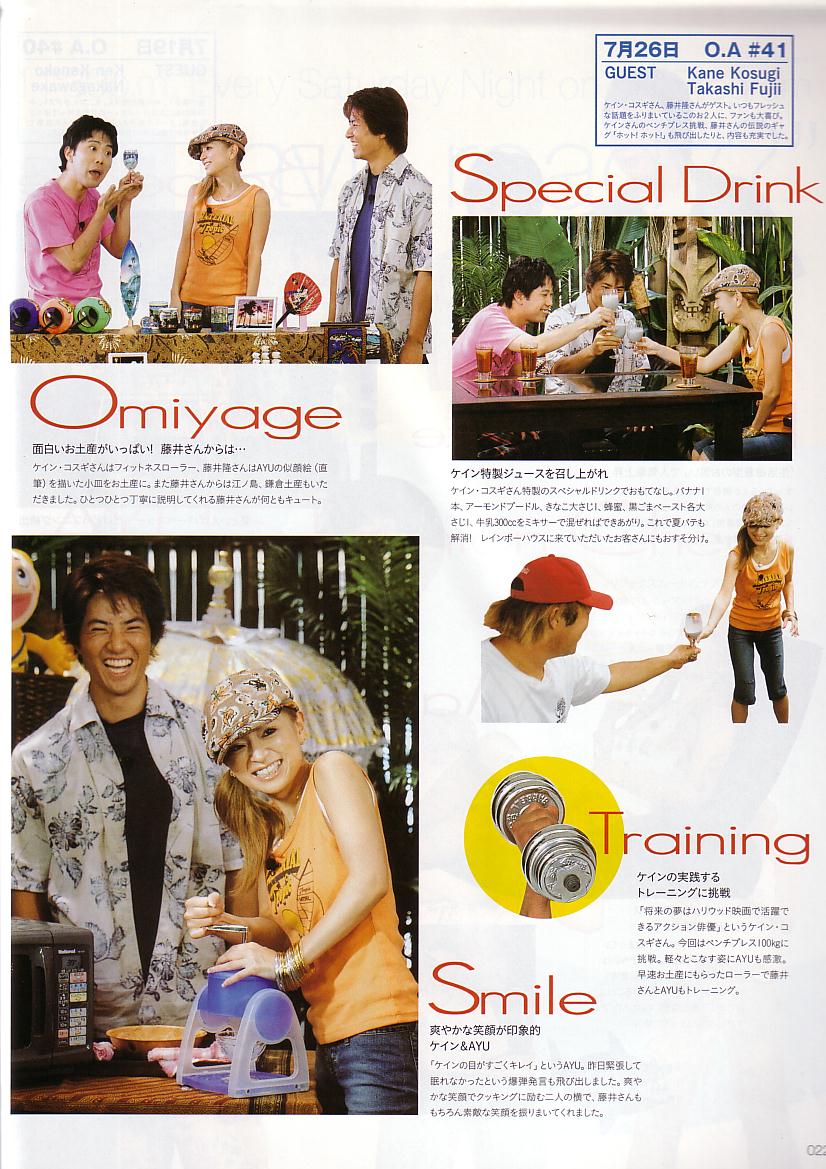 7月26日 O.A #41
GUEST Kane Kosugi
Takashi Fujii
ケイン・コスギさん、藤井隆さんがゲスト。いつもフレッシュ
な話題をふりまいているこのお2人に、ファンも大喜び。
ケインさんのベンチプレス挑戦、藤井さんの伝説のギャ
グ「ホット!ホット!」も飛び出したりと、内容も充実でした。
Special Drink
Omiyage
面白いお土産がいっぱい! 藤井さんからは…
ケイン・コスギさんはフィットネスローラー、藤井隆さんはAYUの似顔絵(直
筆)を描いた小皿をお土産に。また藤井さんからは江ノ島、鎌倉土産もいた
だきました。ひとつひとつ丁寧に説明してくれる藤井さんが何ともキュート。
ケイン特製ジュースを召し上がれ
ケイン・コスギさん特製のスペシャルドリンクでおもてなし。バナナ1
本、アーモンドプードル、きなこ大さじ1、蜂蜜、黒ごまペースト各大
さじ1、牛乳300ccをミキサーで混ぜればできあがり。これで夏バテも
解消! レインボーハウスに来ていただいたお客さんにもおすそ分け。
Training
ケインの実践する
トレーニングに挑戦
「将来の夢はハリウッド映画で活躍で
きるアクション俳優」というケイン・コ
スギさん。今回はベンチプレス100kgに
挑戦。軽々とこなす姿にAYUも感激。
早速お土産にもらったローラーで藤井
さんとAYUもトレーニング。
Smile
爽やかな笑顔が印象的
ケイン&AYU
「ケインの目がすごくキレイ」というAYU。昨日緊張して
眠れなかったという爆弾発言も飛び出しました。爽や
かな笑顔でクッキングに励む二人の横で、藤井さんも
もちろん素敵な笑顔を振りまいてくれました。
National
022